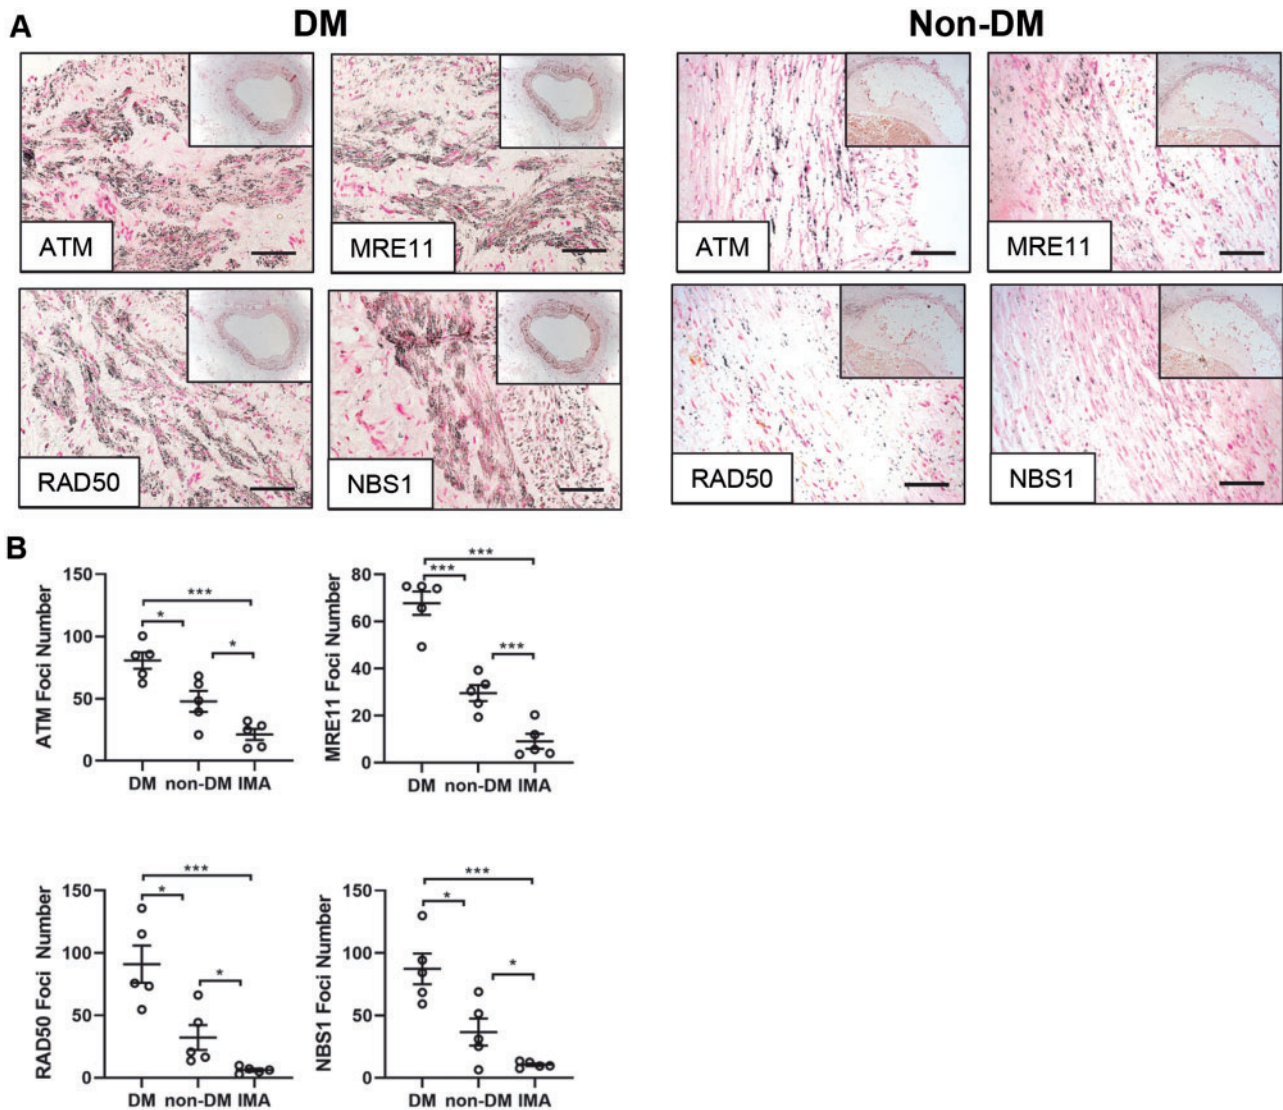 A
DM
Non-DM
ATM
MRE11
ATM
MRE11
RAD50
NBS1
RAD50
NBS1
B
ATM Foci Number
150
100
50
0
***
*
*
DM non-DM IMA
MRE11 Foci Number
80
60
40
20
0
***
***
***
DM non-DM IMA
RAD50 Foci Number
150
100
50
0
***
*
*
DM non-DM IMA
NBS1 Foci Number
150
100
50
0
***
*
*
DM non-DM IMA